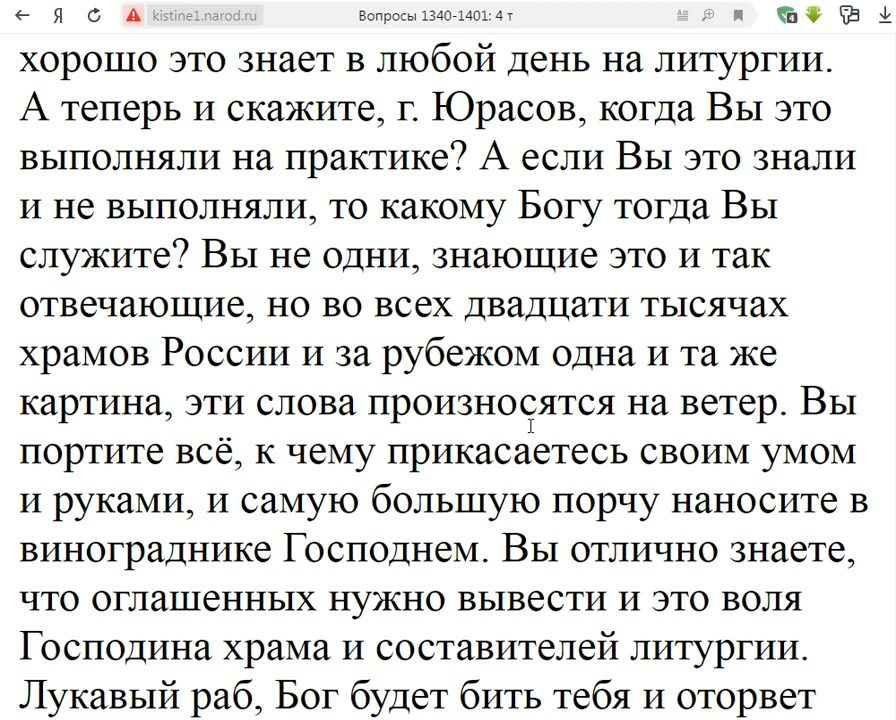 kistine1.narod.ru
Вопросы 1340-1401: 4 т
4
хорошо это знает в любой день на литургии.
А теперь и скажите, г. Юрасов, когда Вы это
выполняли на практике? А если Вы это знали
и не выполняли, то какому Богу тогда Вы
служите? Вы не одни, знающие это и так
отвечающие, но во всех двадцати тысячах
храмов России и за рубежом одна и та же
картина, эти слова произносятся на ветер. Вы
портите всё, к чему прикасаетесь своим умом
и руками, и самую большую порчу наносите в
винограднике Господнем. Вы отлично знаете,
что оглашенных нужно вывести и это воля
Господина храма и составителей литургии.
Лукавый раб, Бог будет бить тебя и оторвет